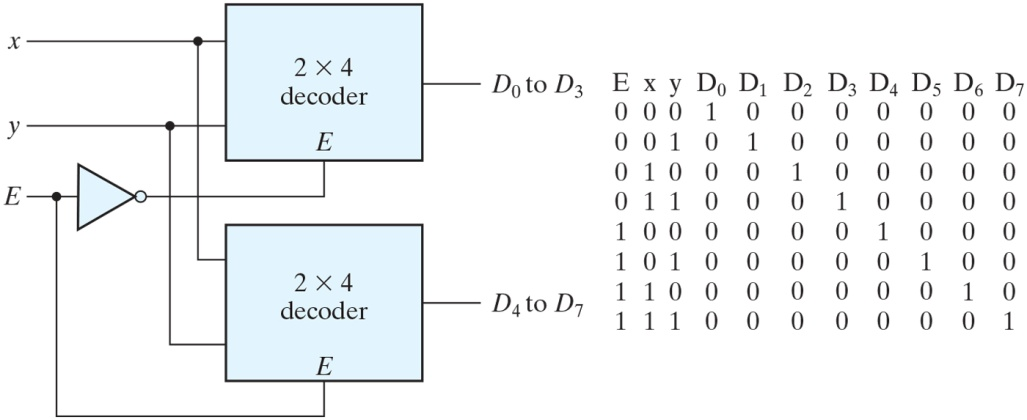 x
2 × 4
decoder
D₀ to D₃
y
E
E
2 × 4
decoder
D₄ to D₇
E
E x y D₀ D₁ D₂ D₃ D₄ D₅ D₆ D₇
0 0 0 1 0 0 0 0 0 0 0
0 0 1 0 1 0 0 0 0 0 0
0 1 0 0 0 1 0 0 0 0 0
0 1 1 0 0 0 1 0 0 0 0
1 0 0 0 0 0 0 1 0 0 0
1 0 1 0 0 0 0 0 1 0 0
1 1 0 0 0 0 0 0 0 1 0
1 1 1 0 0 0 0 0 0 0 1